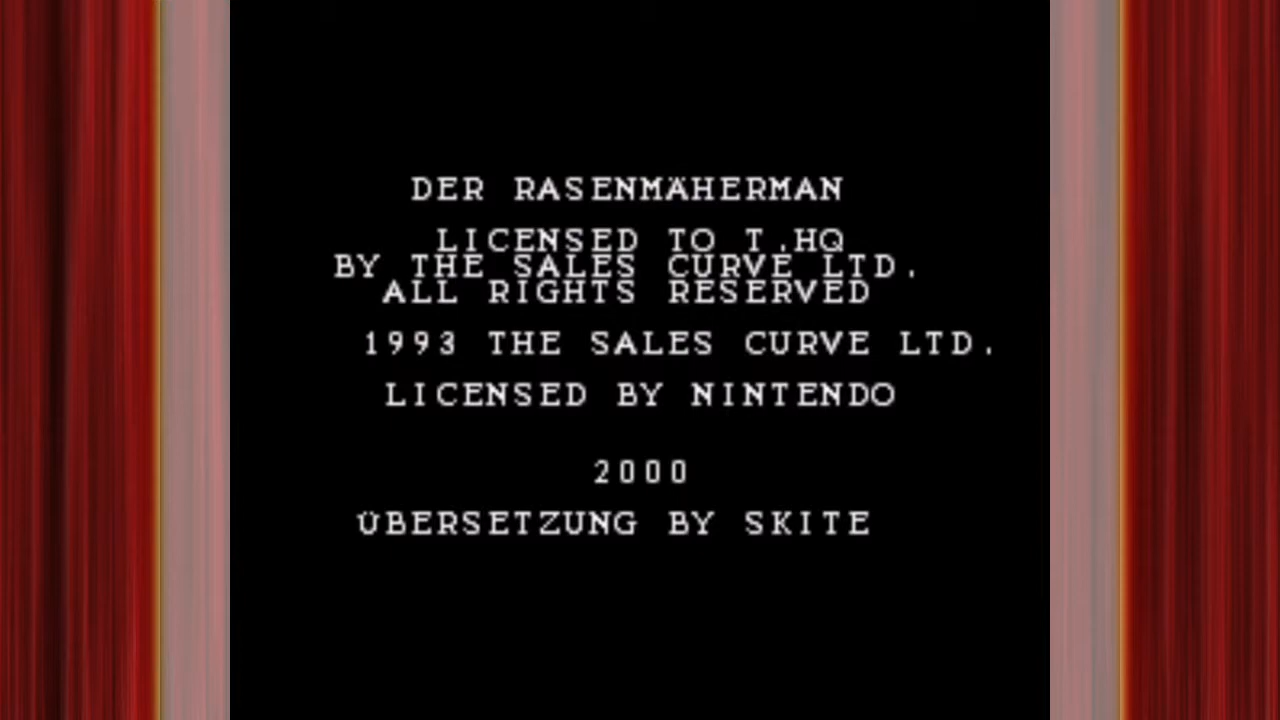 DER RASENMÄHERMAN
LICENSED TO T.HQ
BY THE SALES CURVE LTD.
ALL RIGHTS RESERVED
1993 THE SALES CURVE LTD.
LICENSED BY NINTENDO
2000
ÜBERSETZUNG BY SKITE